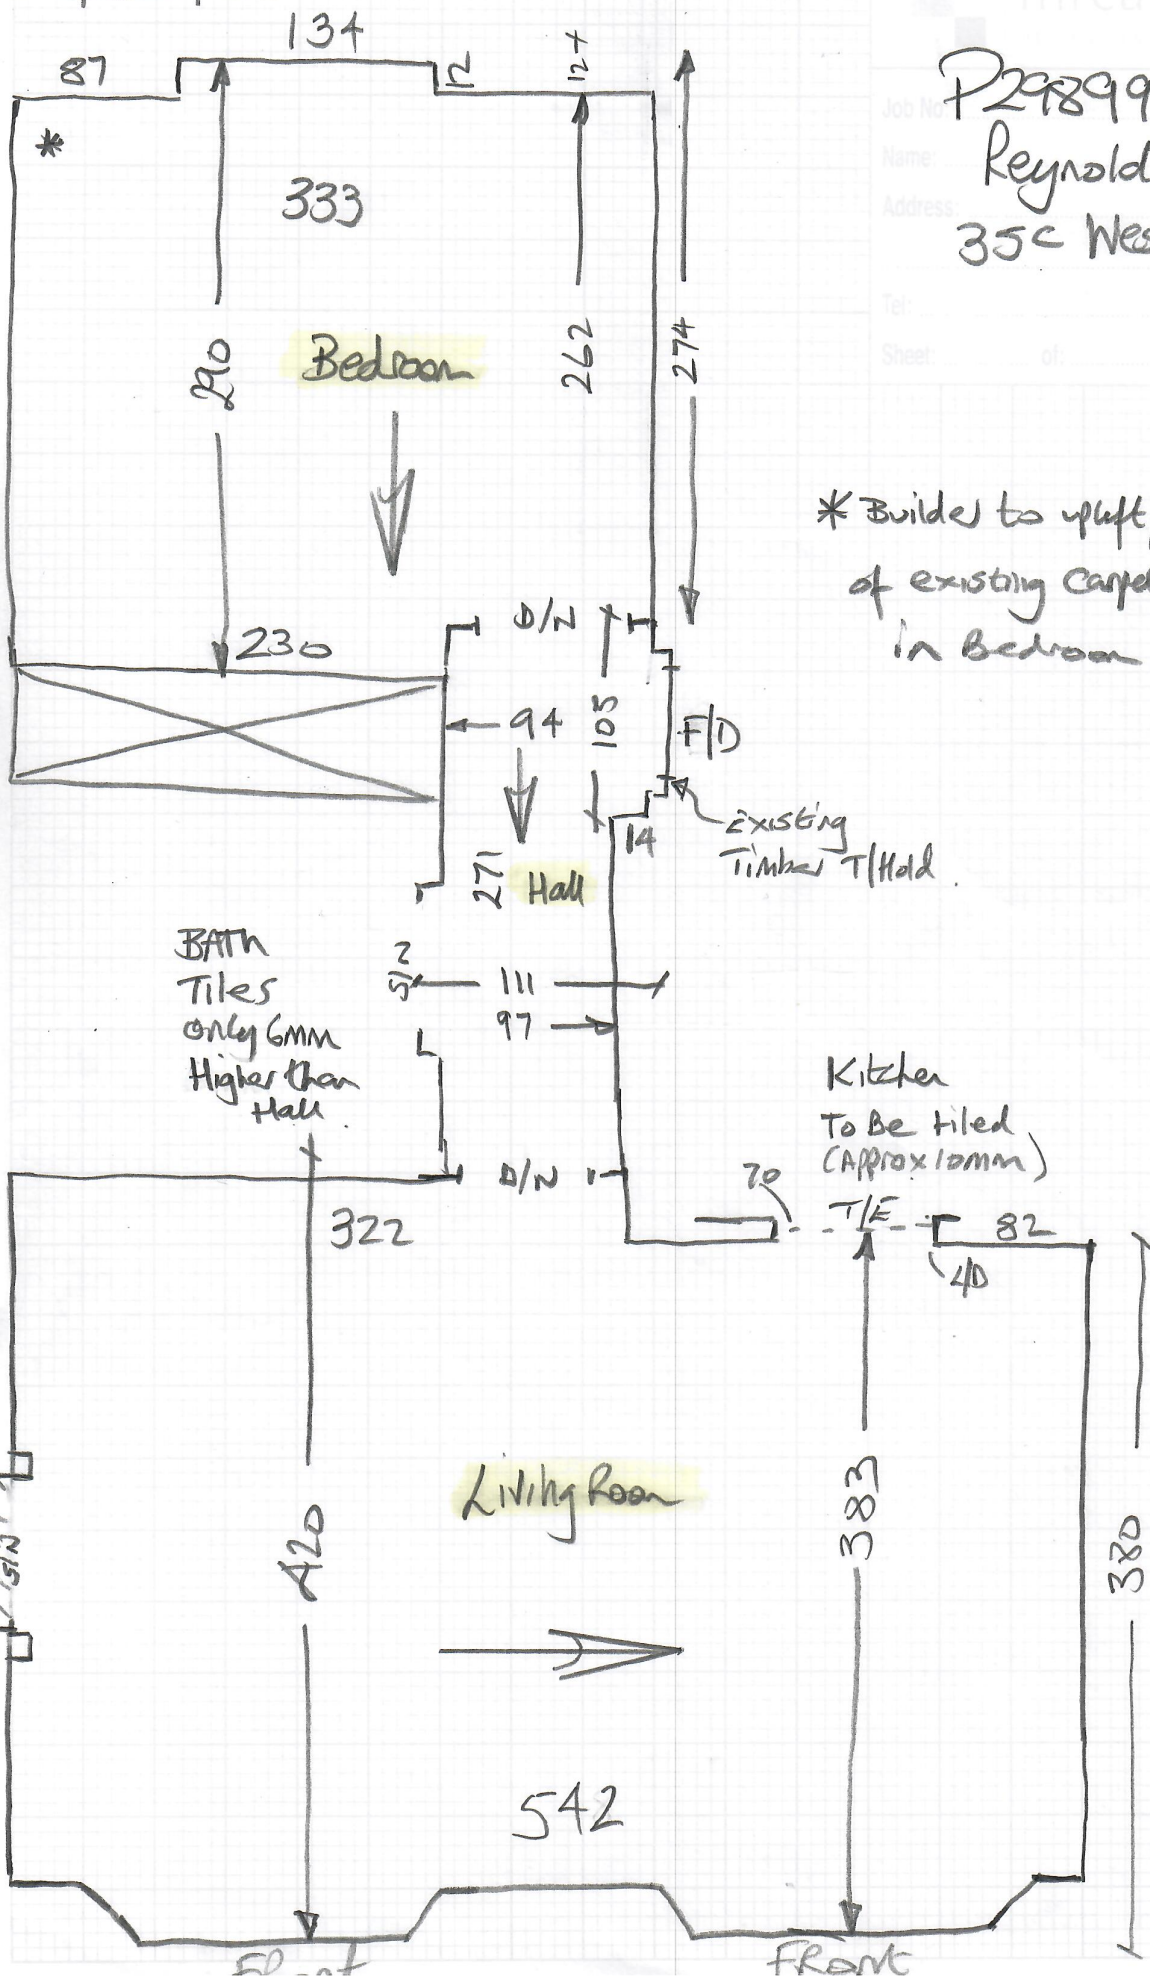 134
87
12
12+
P29899
Reynold
35c Wes
Job No:
Name:
Address:
Tel:
Sheet: of:
*
333
290
Bedroom
262
274
* Builder to uplift
of existing Carpe
in Bedroom
D/N
230
94
105
F/D
14
Existing
Timber T/Hold
271
Hall
BATH
Tiles
only 6mm
Higher than
Hall
S/2
111
97
Kitchen
To Be tiled
(Approx 10mm)
D/N
70
T/E
82
322
Living Room
S/N
420
383
380
542
Front
FRont